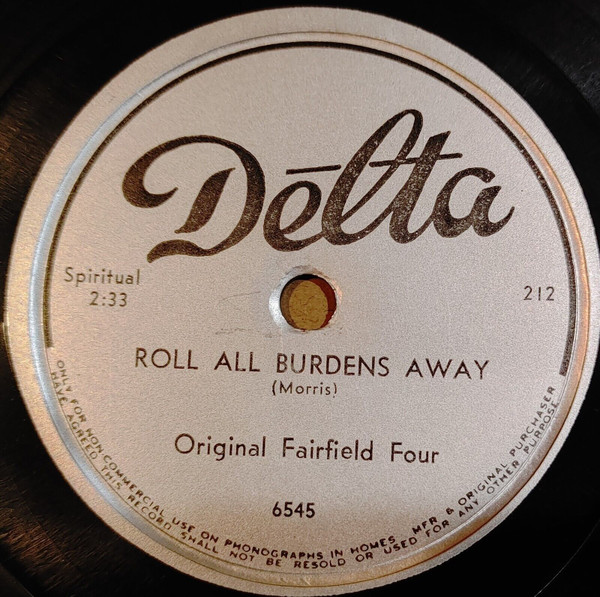 Delta
Spiritual
2:33
212
ROLL ALL BURDENS AWAY
(Morris)
Original Fairfield Four
6545
ONLY FOR NON COMMERCIAL USE ON PHONOGRAPHS IN HOMES. MFR & ORIGINAL PURCHASER
HAVE AGREED THIS RECORD SHALL NOT BE RESOLD OR USED FOR ANY OTHER PURPOSE.